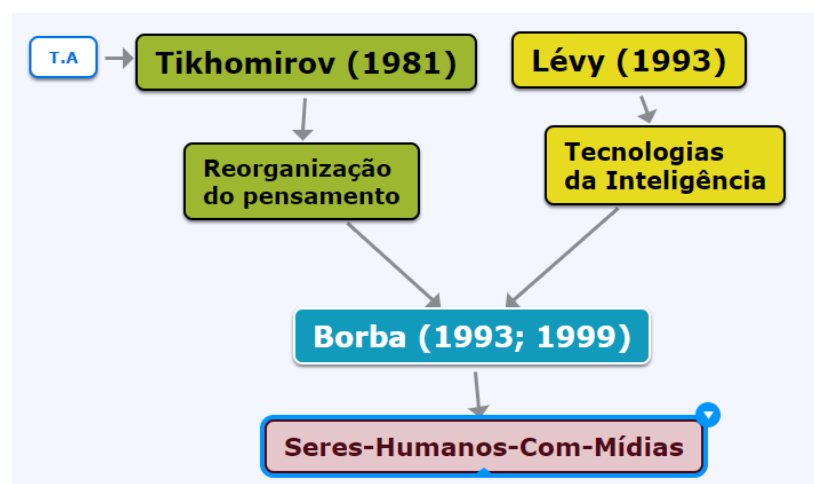 T.A
Tikhomirov (1981)
Lévy (1993)
Reorganização
do pensamento
Tecnologias
da Inteligência
Borba (1993; 1999)
Seres-Humanos-Com-Mídias